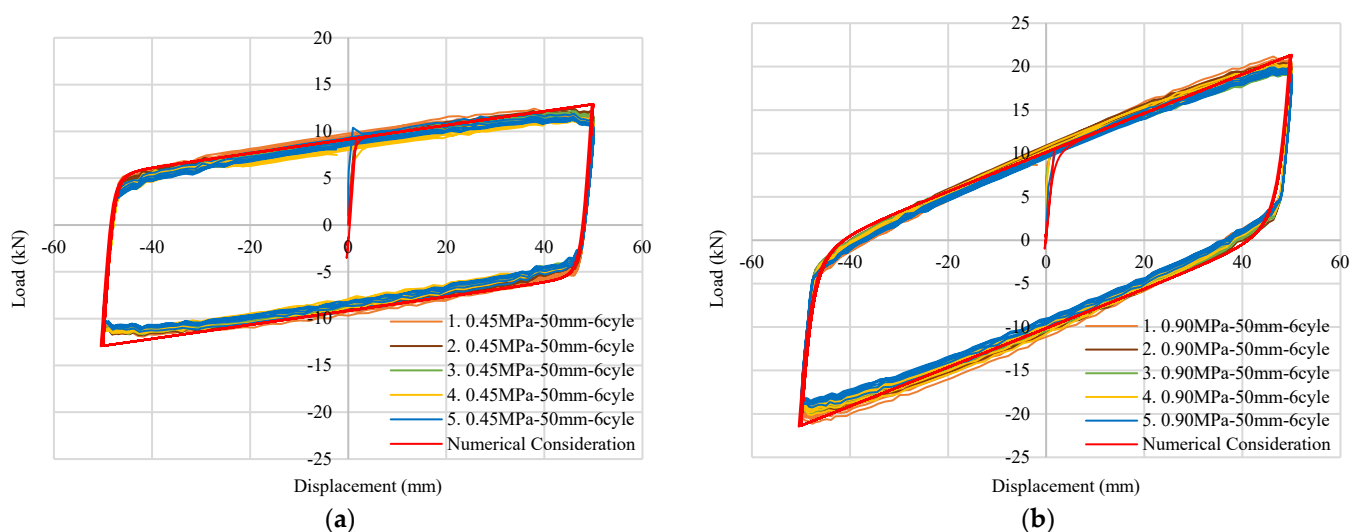 20
15
10
5
0
-5
-10
-15
-20
-25
-60
-40
-20
0
20
40
60
Load (kN)
Displacement (mm)
1. 0.45MPa-50mm-6cyle
2. 0.45MPa-50mm-6cyle
3. 0.45MPa-50mm-6cyle
4. 0.45MPa-50mm-6cyle
5. 0.45MPa-50mm-6cyle
Numerical Consideration
(a)
25
20
15
10
5
0
-5
-10
-15
-20
-25
-60
-40
-20
0
20
40
60
Load (kN)
Displacement (mm)
1. 0.90MPa-50mm-6cyle
2. 0.90MPa-50mm-6cyle
3. 0.90MPa-50mm-6cyle
4. 0.90MPa-50mm-6cyle
5. 0.90MPa-50mm-6cyle
Numerical Consideration
(b)